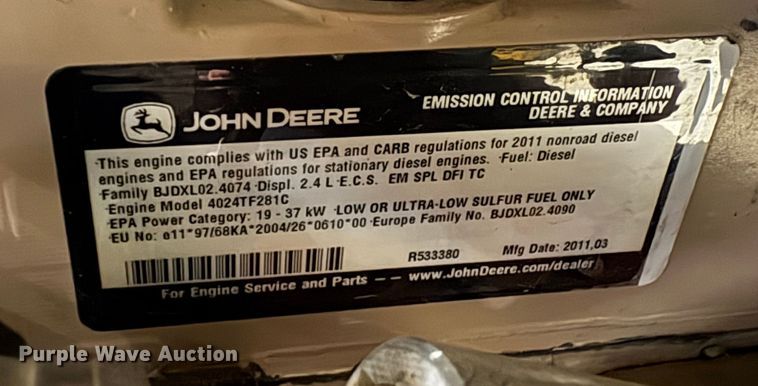 JOHN DEERE
EMISSION CONTROL INFORMATION
DEERE & COMPANY
This engine complies with US EPA and CARB regulations for 2011 nonroad diesel
engines and EPA regulations for stationary diesel engines. Fuel: Diesel
Family BJDXL02.4074 Displ. 2.4 L E.C.S. EM SPL DFI TC
Engine Model 4024TF281C
EPA Power Category: 19 - 37 kW LOW OR ULTRA-LOW SULFUR FUEL ONLY
EU No: e11*97/68KA*2004/26*0610*00 Europe Family No. BJDXL02.4090
R533380 Mfg Date: 2011,03
For Engine Service and Parts -- www.JohnDeere.com/dealer
Purple Wave Auction